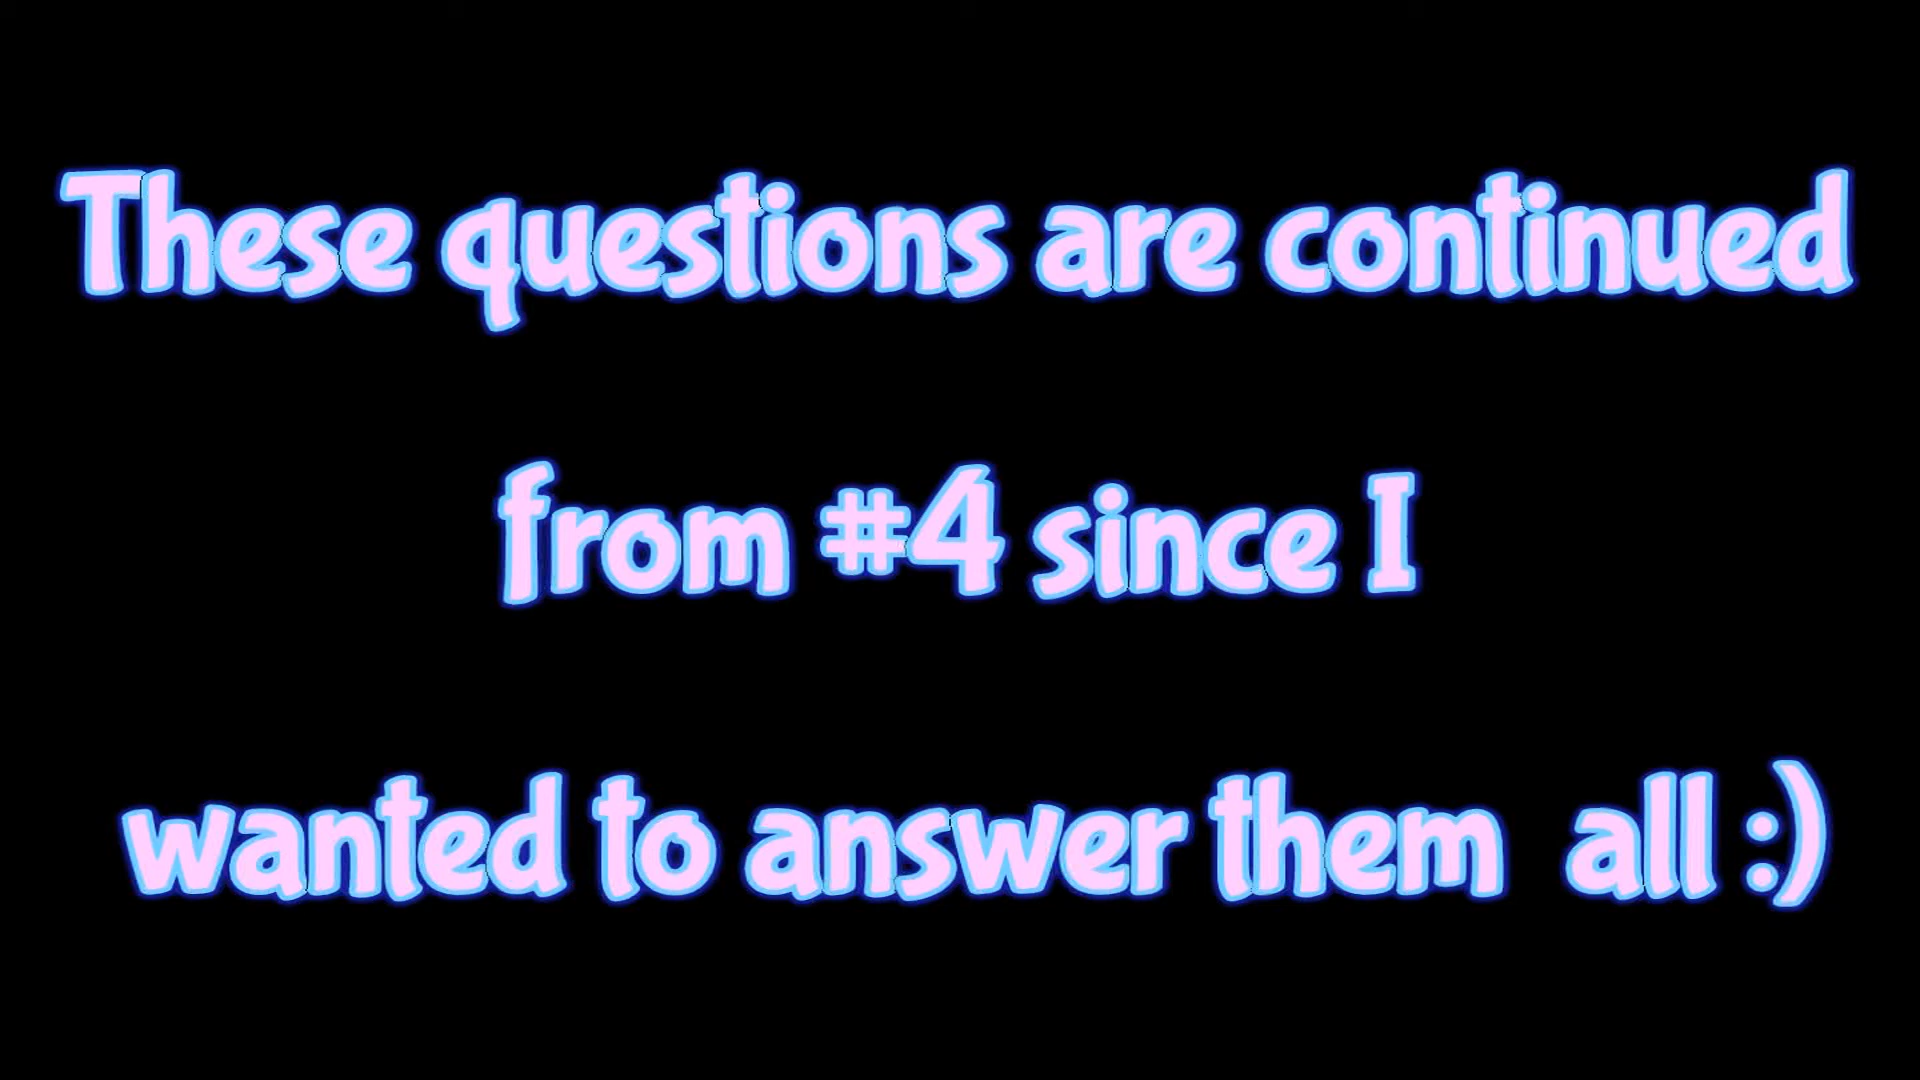 These questions are continued
from #4 since I
wanted to answer them  all :)